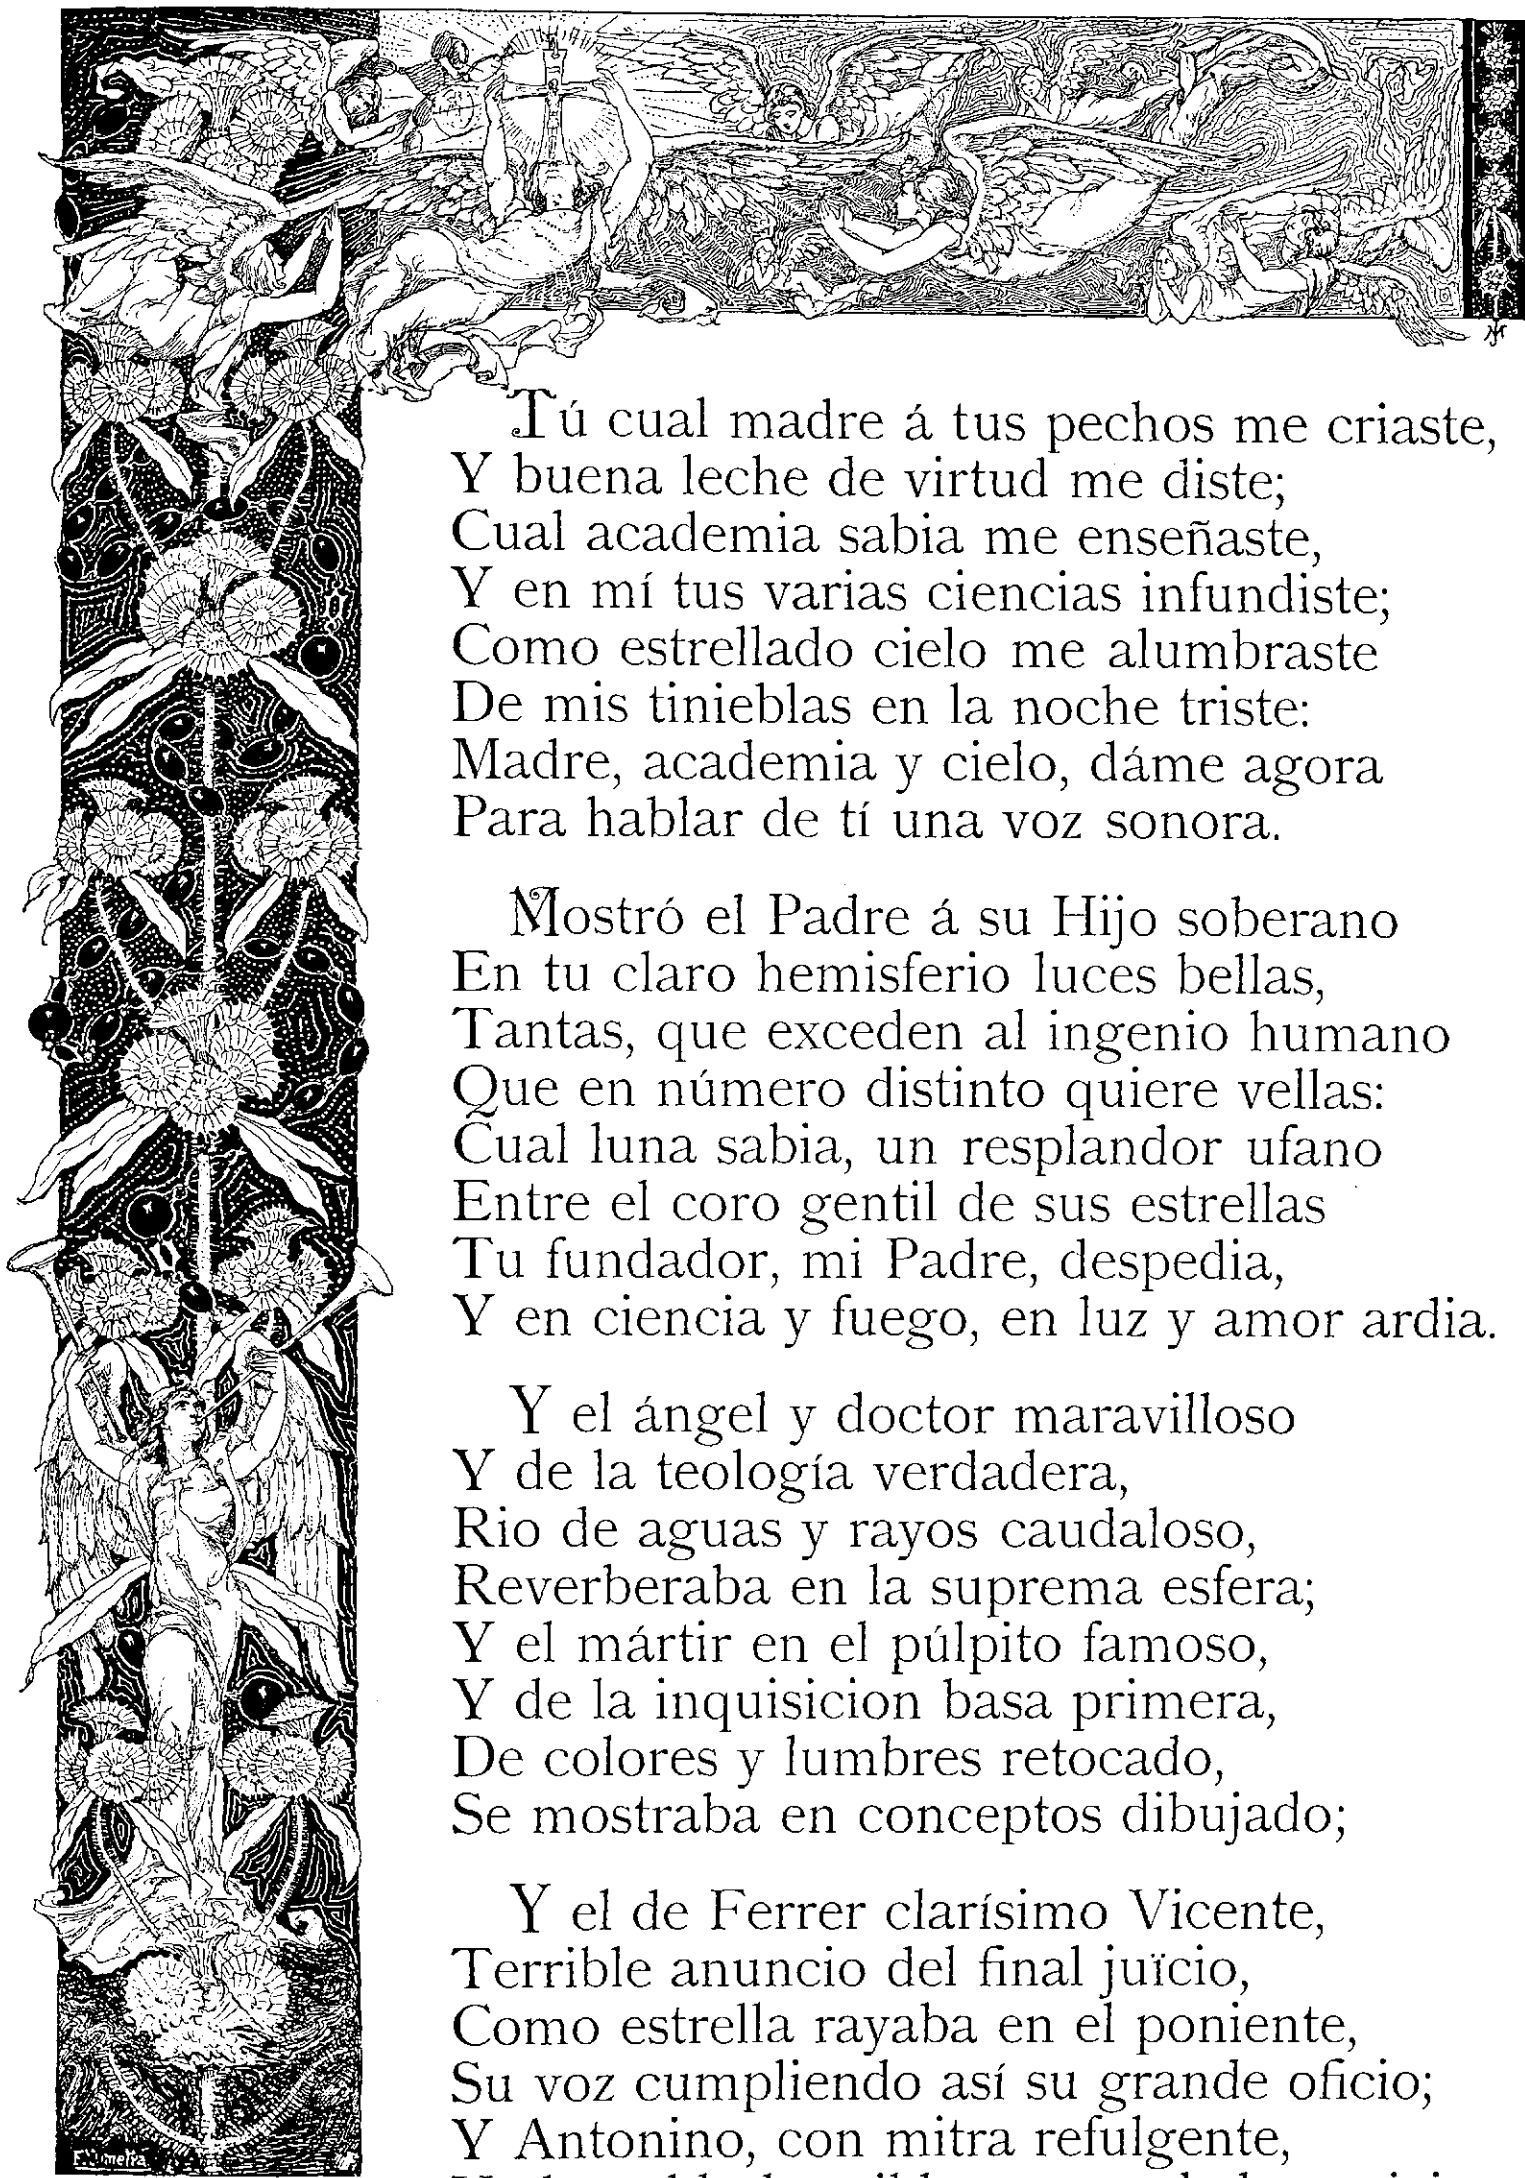 Tú cual madre á tus pechos me criaste,
Y buena leche de virtud me diste;
Cual academia sabia me enseñaste,
Y en mí tus varias ciencias infundiste;
Como estrellado cielo me alumbraste
De mis tinieblas en la noche triste:
Madre, academia y cielo, dáme agora
Para hablar de tí una voz sonora.
Mostró el Padre á su Hijo soberano
En tu claro hemisferio luces bellas,
Tantas, que exceden al ingenio humano
Que en número distinto quiere vellas:
Cual luna sabia, un resplandor ufano
Entre el coro gentil de sus estrellas
Tu fundador, mi Padre, despedia,
Y en ciencia y fuego, en luz y amor ardia.
Y el ángel y doctor maravilloso
Y de la teología verdadera,
Rio de aguas y rayos caudaloso,
Reverberaba en la suprema esfera;
Y el mártir en el púlpito famoso,
Y de la inquisicion basa primera,
De colores y lumbres retocado,
Se mostraba en conceptos dibujado;
Y el de Ferrer clarísimo Vicente,
Terrible anuncio del final juïcio,
Como estrella rayaba en el poniente,
Su voz cumpliendo así su grande oficio;
Y Antonino, con mitra refulgente,